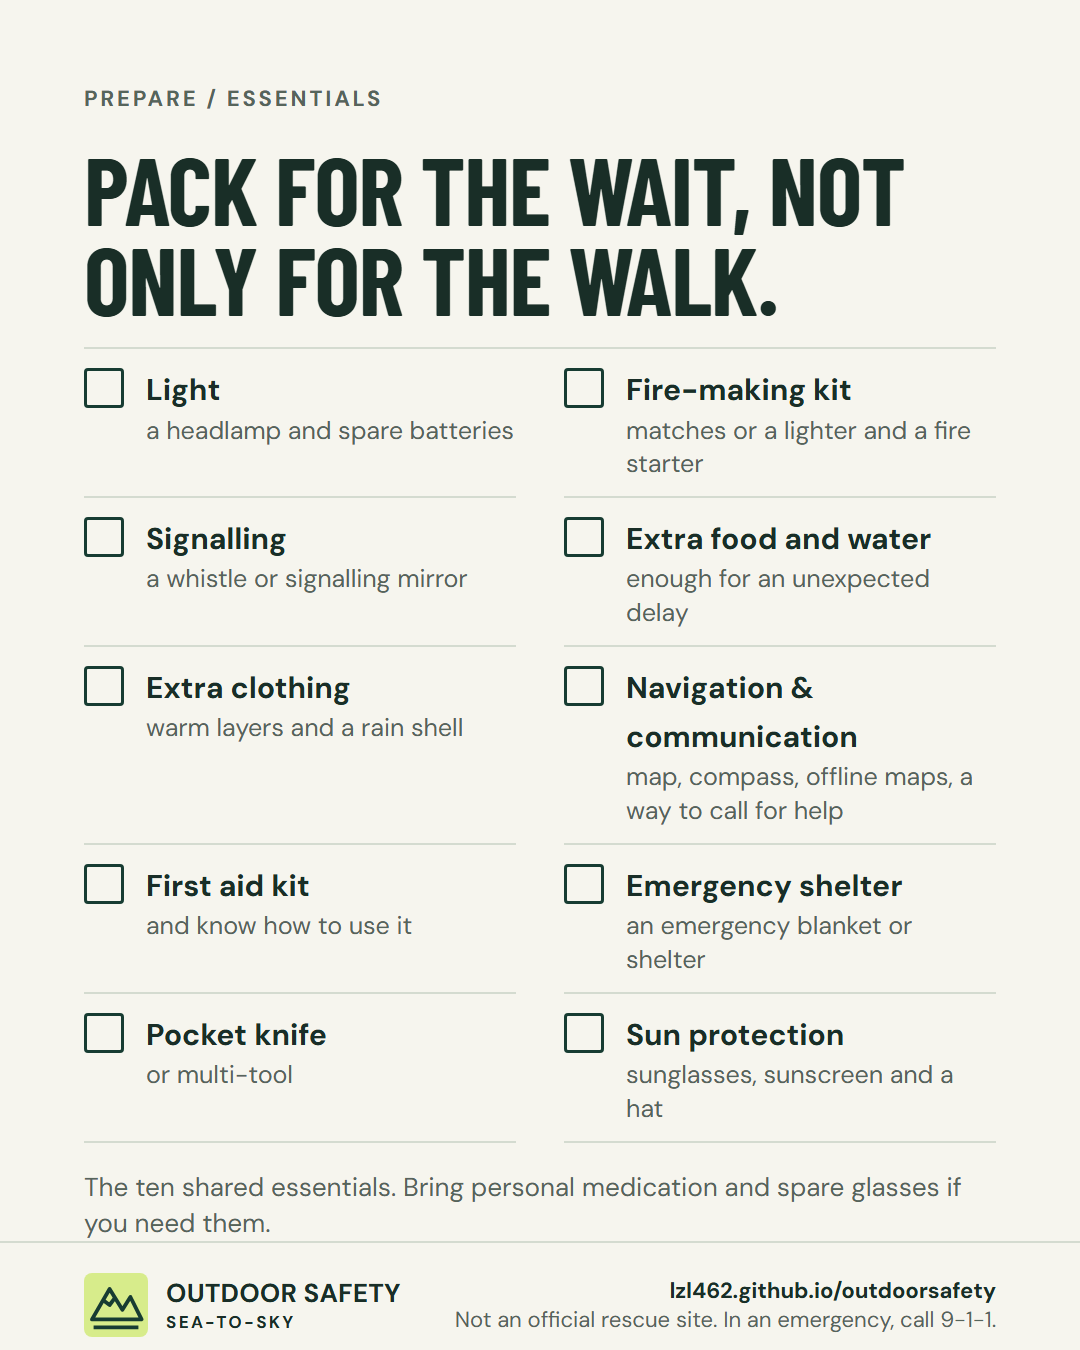 PREPARE / ESSENTIALS
PACK FOR THE WAIT, NOT
ONLY FOR THE WALK.
Light
a headlamp and spare batteries
Fire-making kit
matches or a lighter and a fire
starter
Signalling
a whistle or signalling mirror
Extra food and water
enough for an unexpected
delay
Extra clothing
warm layers and a rain shell
Navigation &
communication
map, compass, offline maps, a
way to call for help
First aid kit
and know how to use it
Emergency shelter
an emergency blanket or
shelter
Pocket knife
or multi-tool
Sun protection
sunglasses, sunscreen and a
hat
The ten shared essentials. Bring personal medication and spare glasses if
you need them.
OUTDOOR SAFETY
SEA-TO-SKY
lzl462.github.io/outdoorsafety
Not an official rescue site. In an emergency, call 9-1-1.